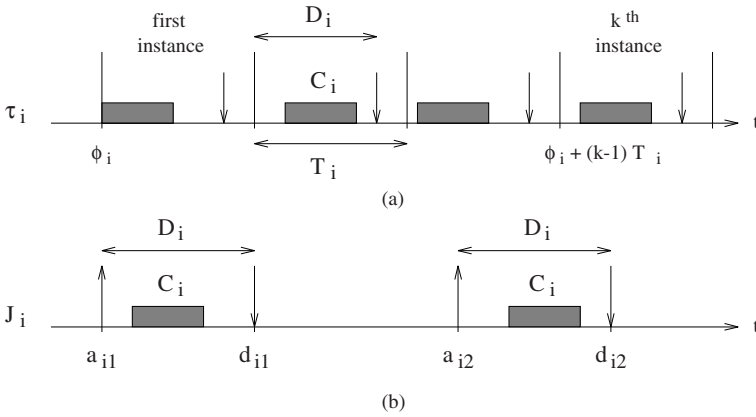 first
instance
D i
k th
instance
C i
τ i
t
ϕ i
T i
ϕ i + (k-1) T i
(a)
D i
D i
C i
C i
J i
t
a i1
d i1
a i2
d i2
(b)